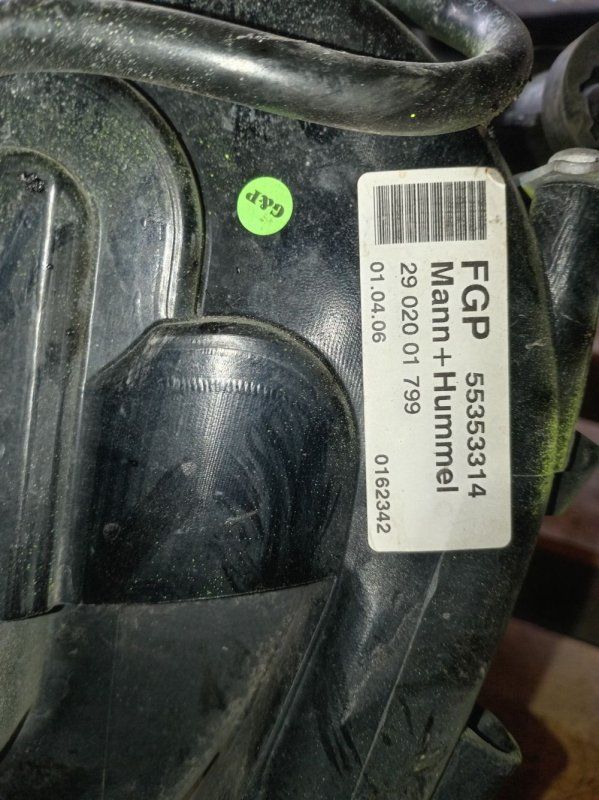 FGP 55353314
Mann+Hummel
29 020 01 799
01.04.06 0162342
G&P